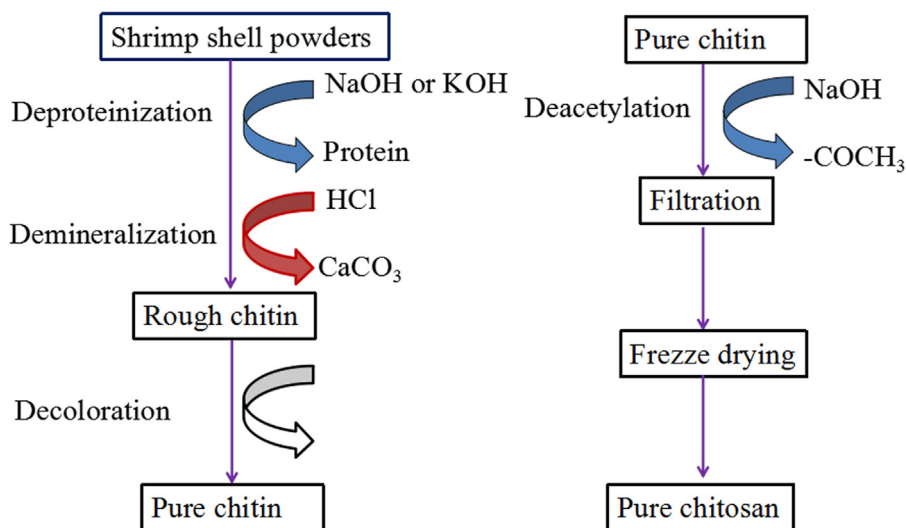 Shrimp shell powders
Deproteinization
NaOH or KOH
Protein
Demineralization
HCl
CaCO₃
Rough chitin
Decoloration
Pure chitin
Pure chitin
Deacetylation
NaOH
-COCH₃
Filtration
Frezze drying
Pure chitosan